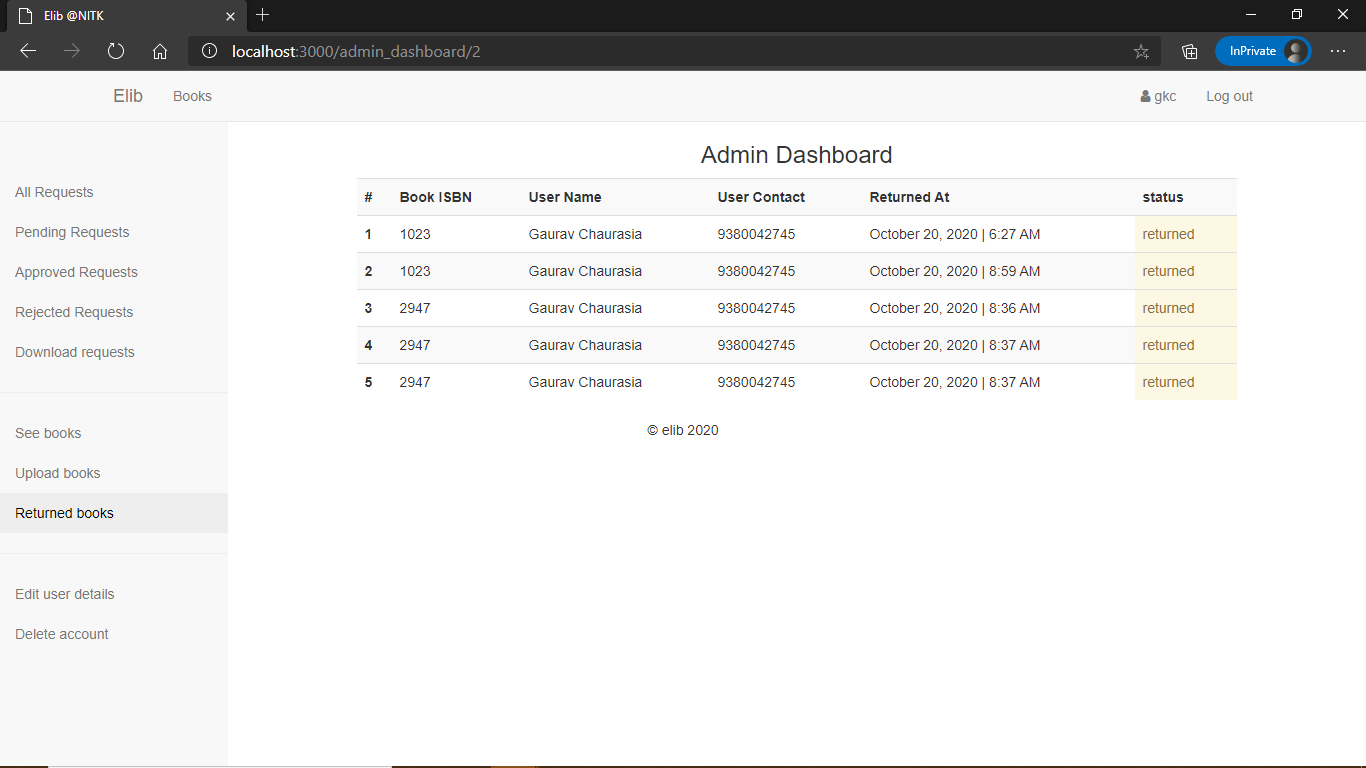 Elib @NITK
localhost:3000/admin_dashboard/2
InPrivate
Elib Books gkc Log out
All Requests
Pending Requests
Approved Requests
Rejected Requests
Download requests
See books
Upload books
Returned books
Edit user details
Delete account
Admin Dashboard
# Book ISBN User Name User Contact Returned At status
1 1023 Gaurav Chaurasia 9380042745 October 20, 2020 | 6:27 AM returned
2 1023 Gaurav Chaurasia 9380042745 October 20, 2020 | 8:59 AM returned
3 2947 Gaurav Chaurasia 9380042745 October 20, 2020 | 8:36 AM returned
4 2947 Gaurav Chaurasia 9380042745 October 20, 2020 | 8:37 AM returned
5 2947 Gaurav Chaurasia 9380042745 October 20, 2020 | 8:37 AM returned
© elib 2020